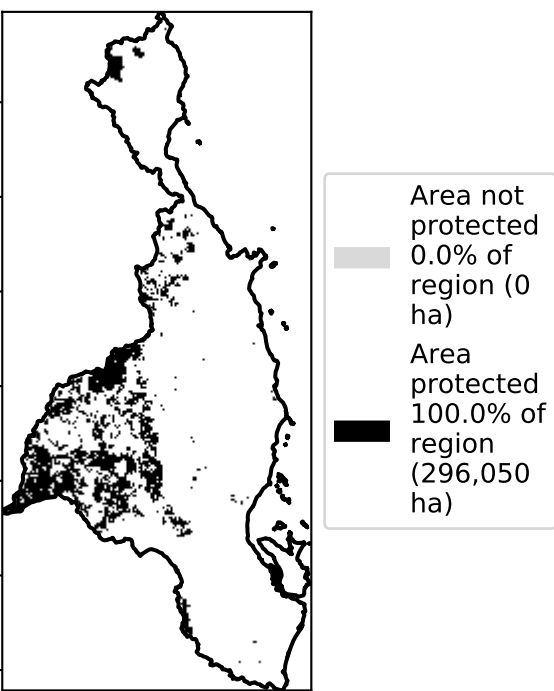 Area not
protected
0.0% of
region (0
ha)
Area
protected
100.0% of
region
(296,050
ha)